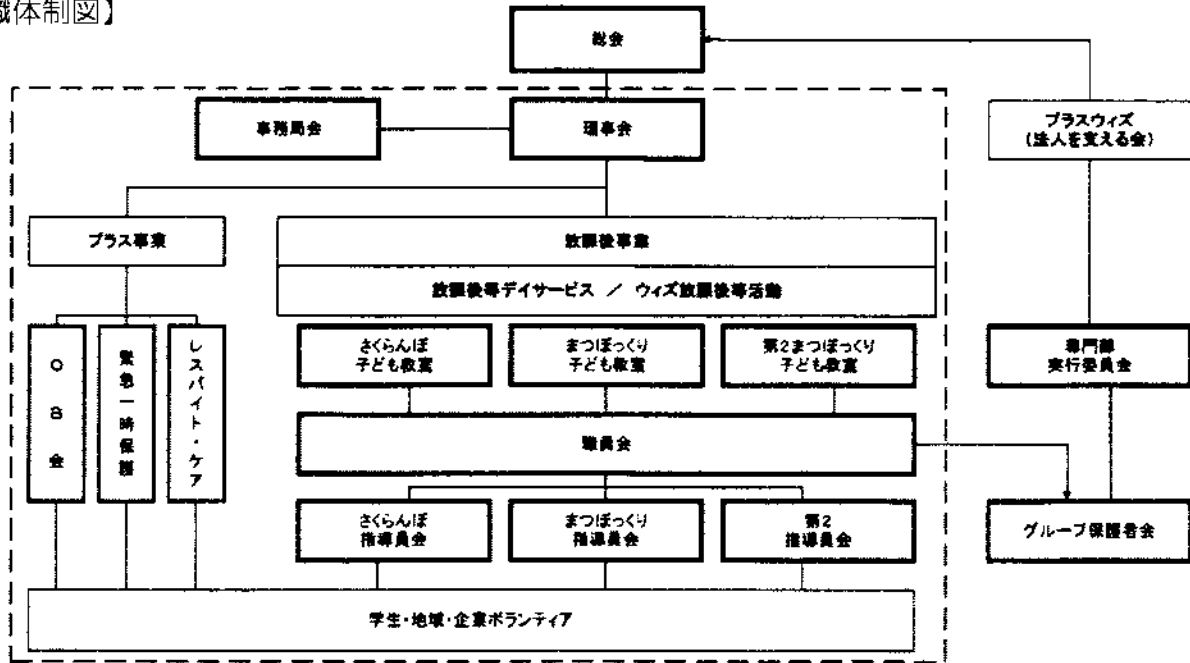 織体制図】
総会
事務局会
理事会
プラスウィズ
(法人を支える会)
プラス事業
放課後事業
放課後等デイサービス / ウィズ放課後等活動
OB会
緊急一時保護
レスパイト・ケア
さくらんぼ
子ども教室
まつぼっくり
子ども教室
第2まつぼっくり
子ども教室
専門部
実行委員会
職員会
さくらんぼ
指導員会
まつぼっくり
指導員会
第2
指導員会
グループ保護者会
学生・地域・企業ボランティア